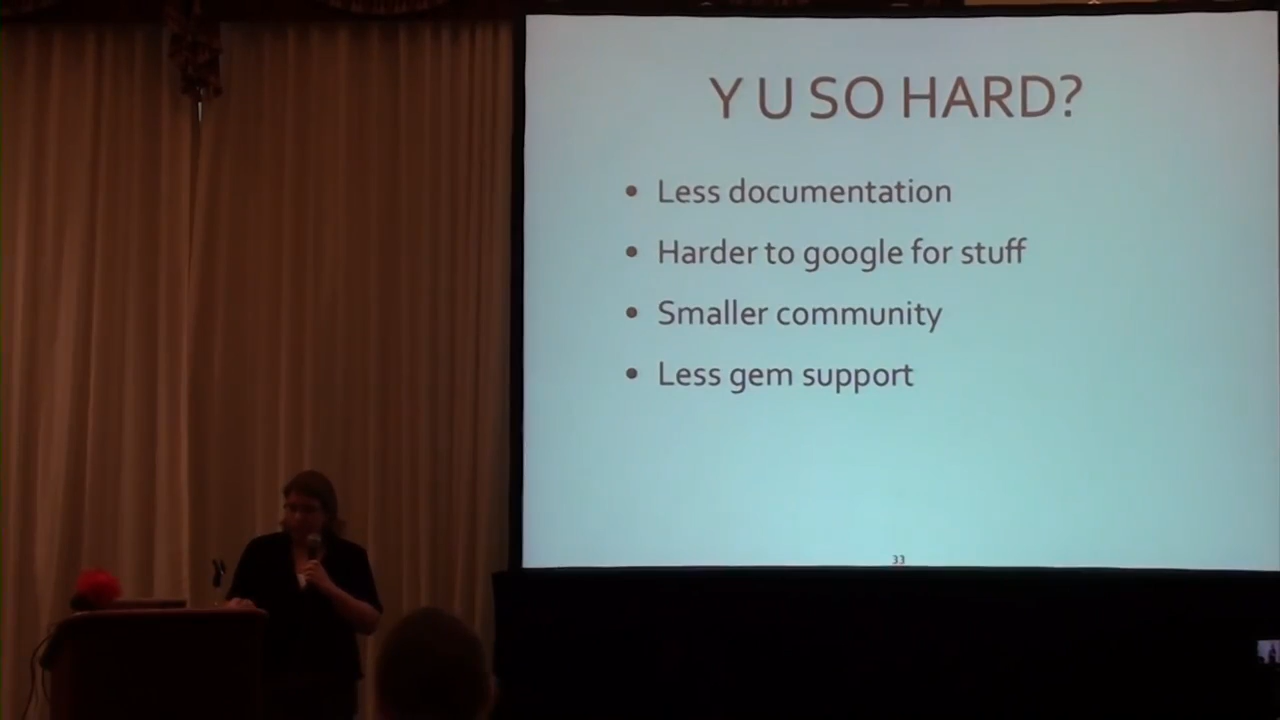 Y U SO HARD?
• Less documentation
• Harder to google for stuff
• Smaller community
• Less gem support
33